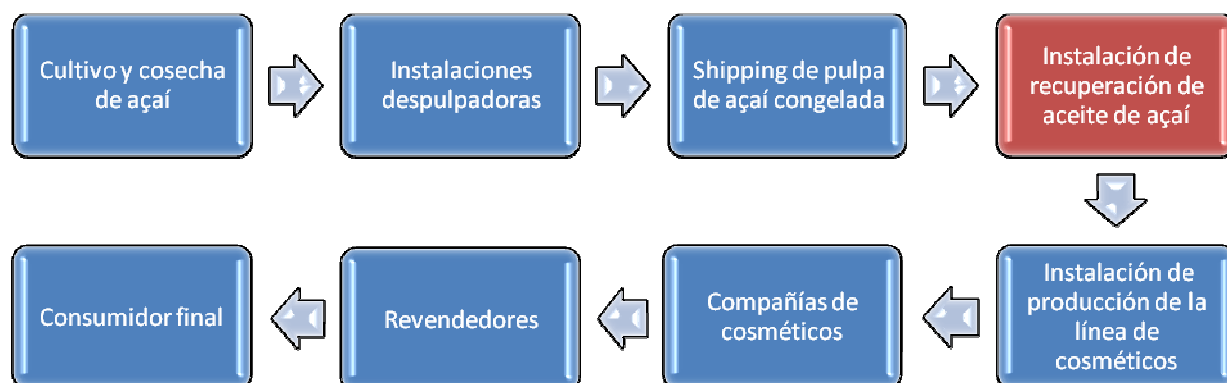 Cultivo y cosecha
de açaí
Instalaciones
despulpadoras
Shipping de pulpa
de açaí congelada
Instalación de
recuperación de
aceite de açaí
Instalación de
producción de la
línea de
cosméticos
Compañías de
cosméticos
Revendedores
Consumidor final